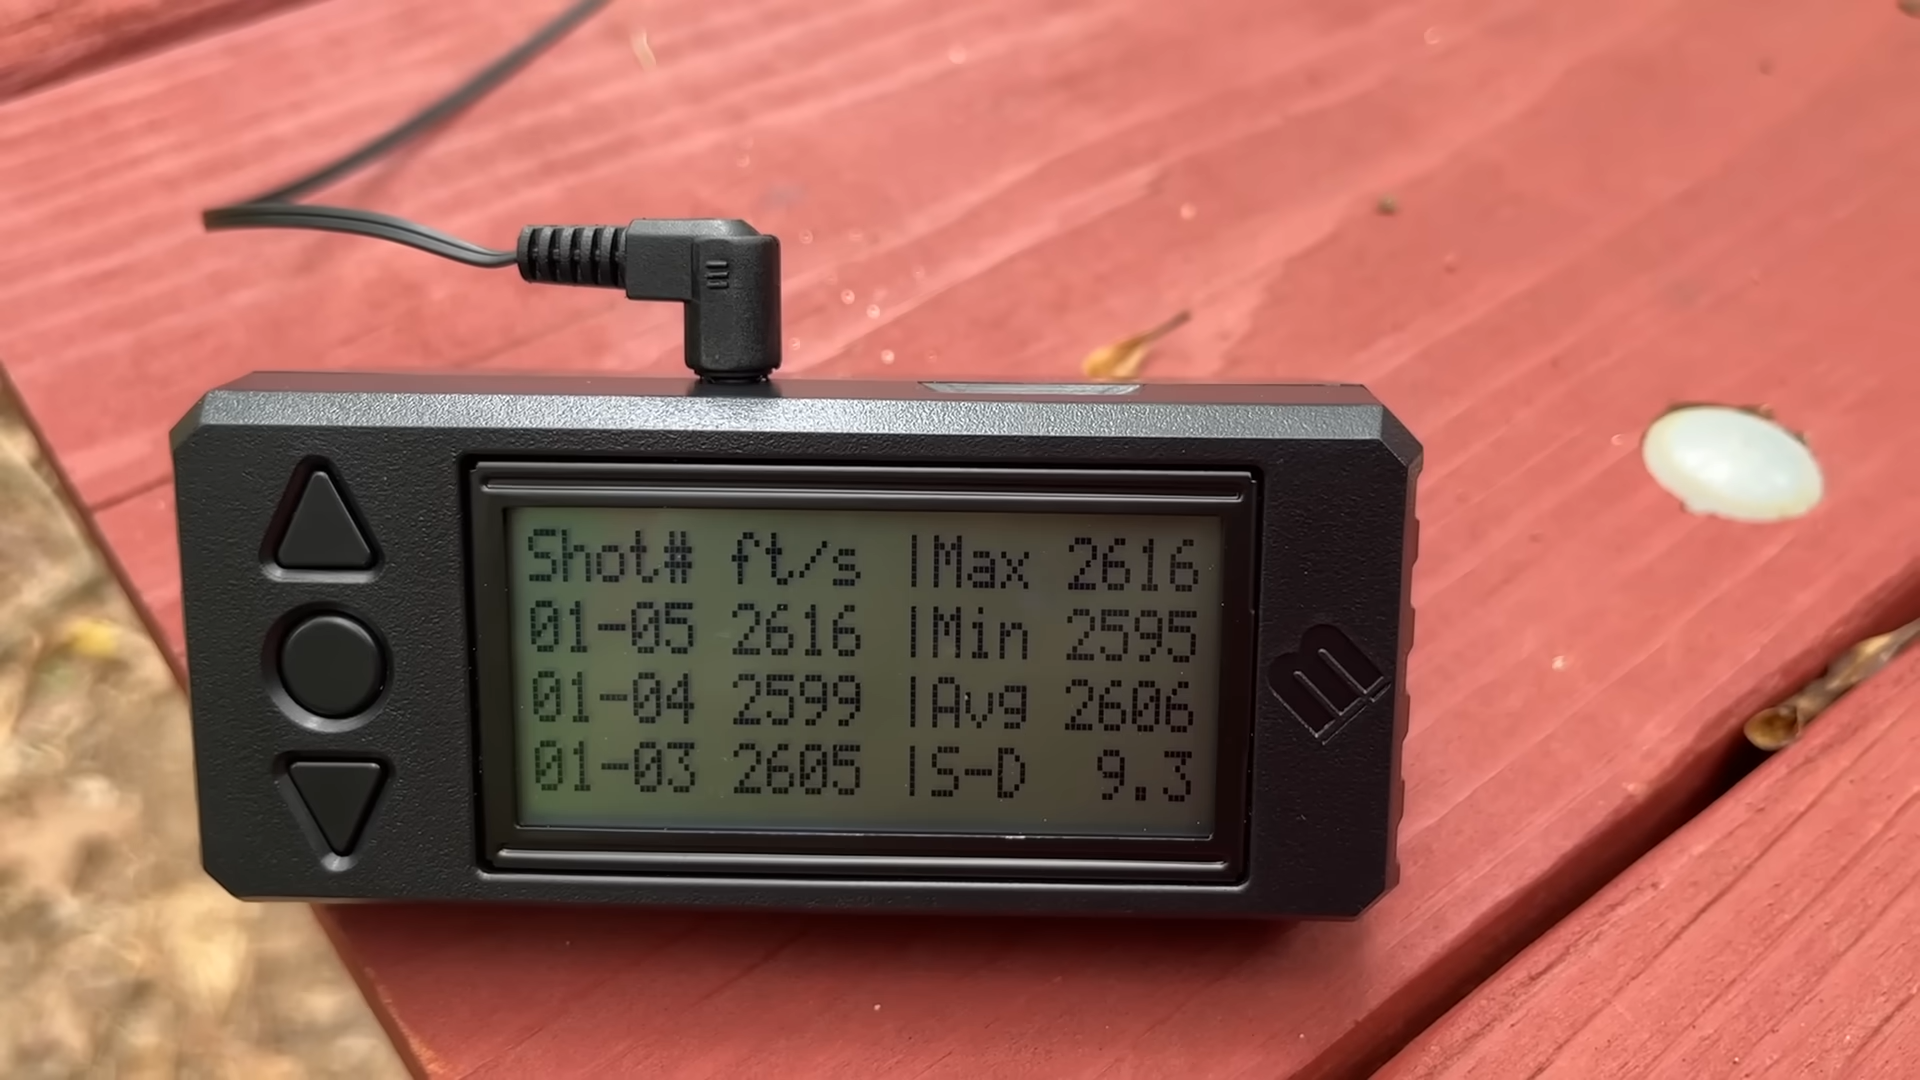 Shot# ft/s |Max 2616
01-05 2616 |Min 2595
01-04 2599 |Avg 2606
01-03 2605 |S-D 9.3